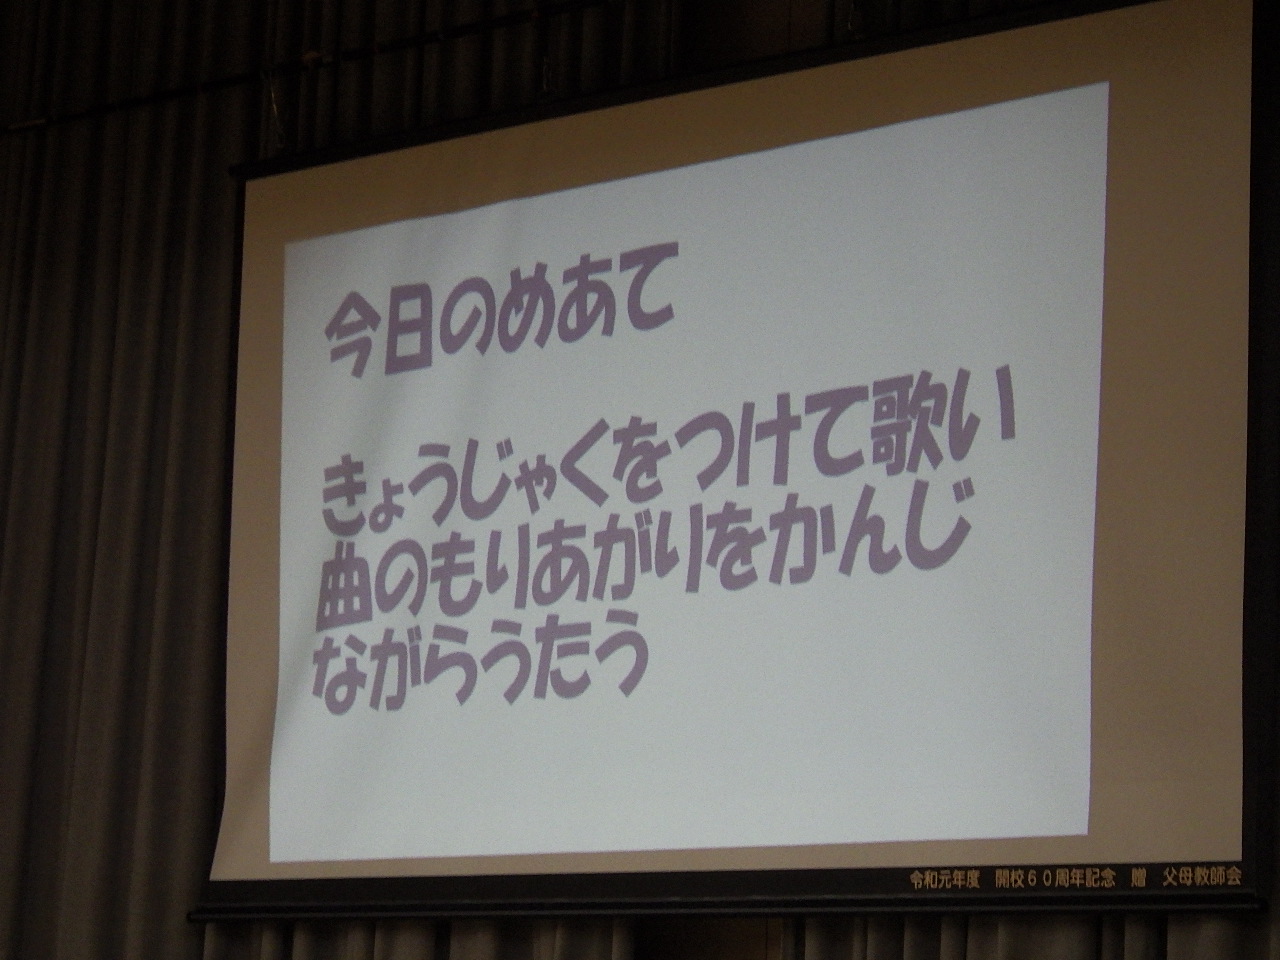 今日のめあて
きょうじゃくをつけて歌い
曲のもりあがりをかんじ
ながらうたう
令和元年度　開校60周年記念　贈　父母教師会